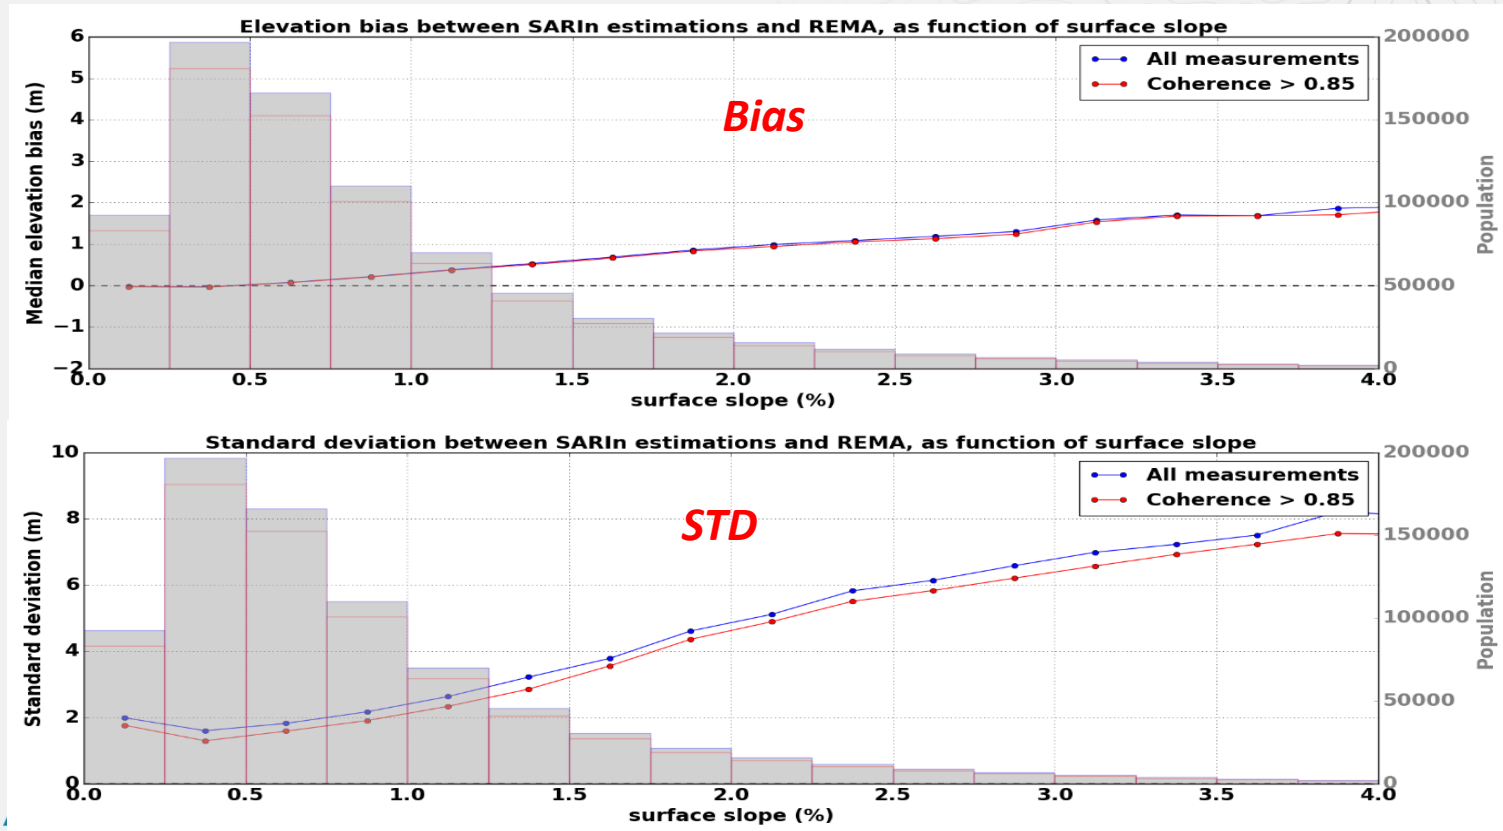 Elevation bias between SARIn estimations and REMA, as function of surface slope
6
5
4
3
2
1
0
−1
−2
Median elevation bias (m)
Bias
All measurements
Coherence > 0.85
200000
150000
100000
50000
0
Population
0.0 0.5 1.0 1.5 2.0 2.5 3.0 3.5 4.0
surface slope (%)
Standard deviation between SARIn estimations and REMA, as function of surface slope
10
8
6
4
2
0
Standard deviation (m)
STD
All measurements
Coherence > 0.85
200000
150000
100000
50000
0
Population
0.0 0.5 1.0 1.5 2.0 2.5 3.0 3.5 4.0
surface slope (%)